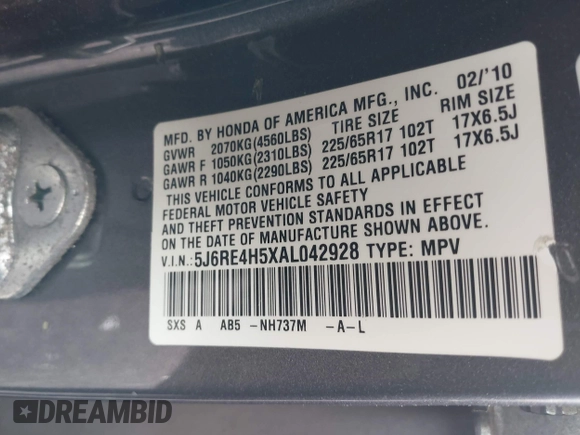 MFD. BY HONDA OF AMERICA MFG., INC. 02/'10
GVWR 2070KG(4560LBS) TIRE SIZE RIM SIZE
GAWR F 1050KG(2310LBS) 225/65R17 102T 17X6.5J
GAWR R 1040KG(2290LBS) 225/65R17 102T 17X6.5J
THIS VEHICLE CONFORMS TO ALL APPLICABLE
FEDERAL MOTOR VEHICLE SAFETY
AND THEFT PREVENTION STANDARDS IN EFFECT
ON THE DATE OF MANUFACTURE SHOWN ABOVE.
V.I.N.: 5J6RE4H5XAL042928 TYPE: MPV
SXS A AB5 -NH737M -A-L
DREAMBID